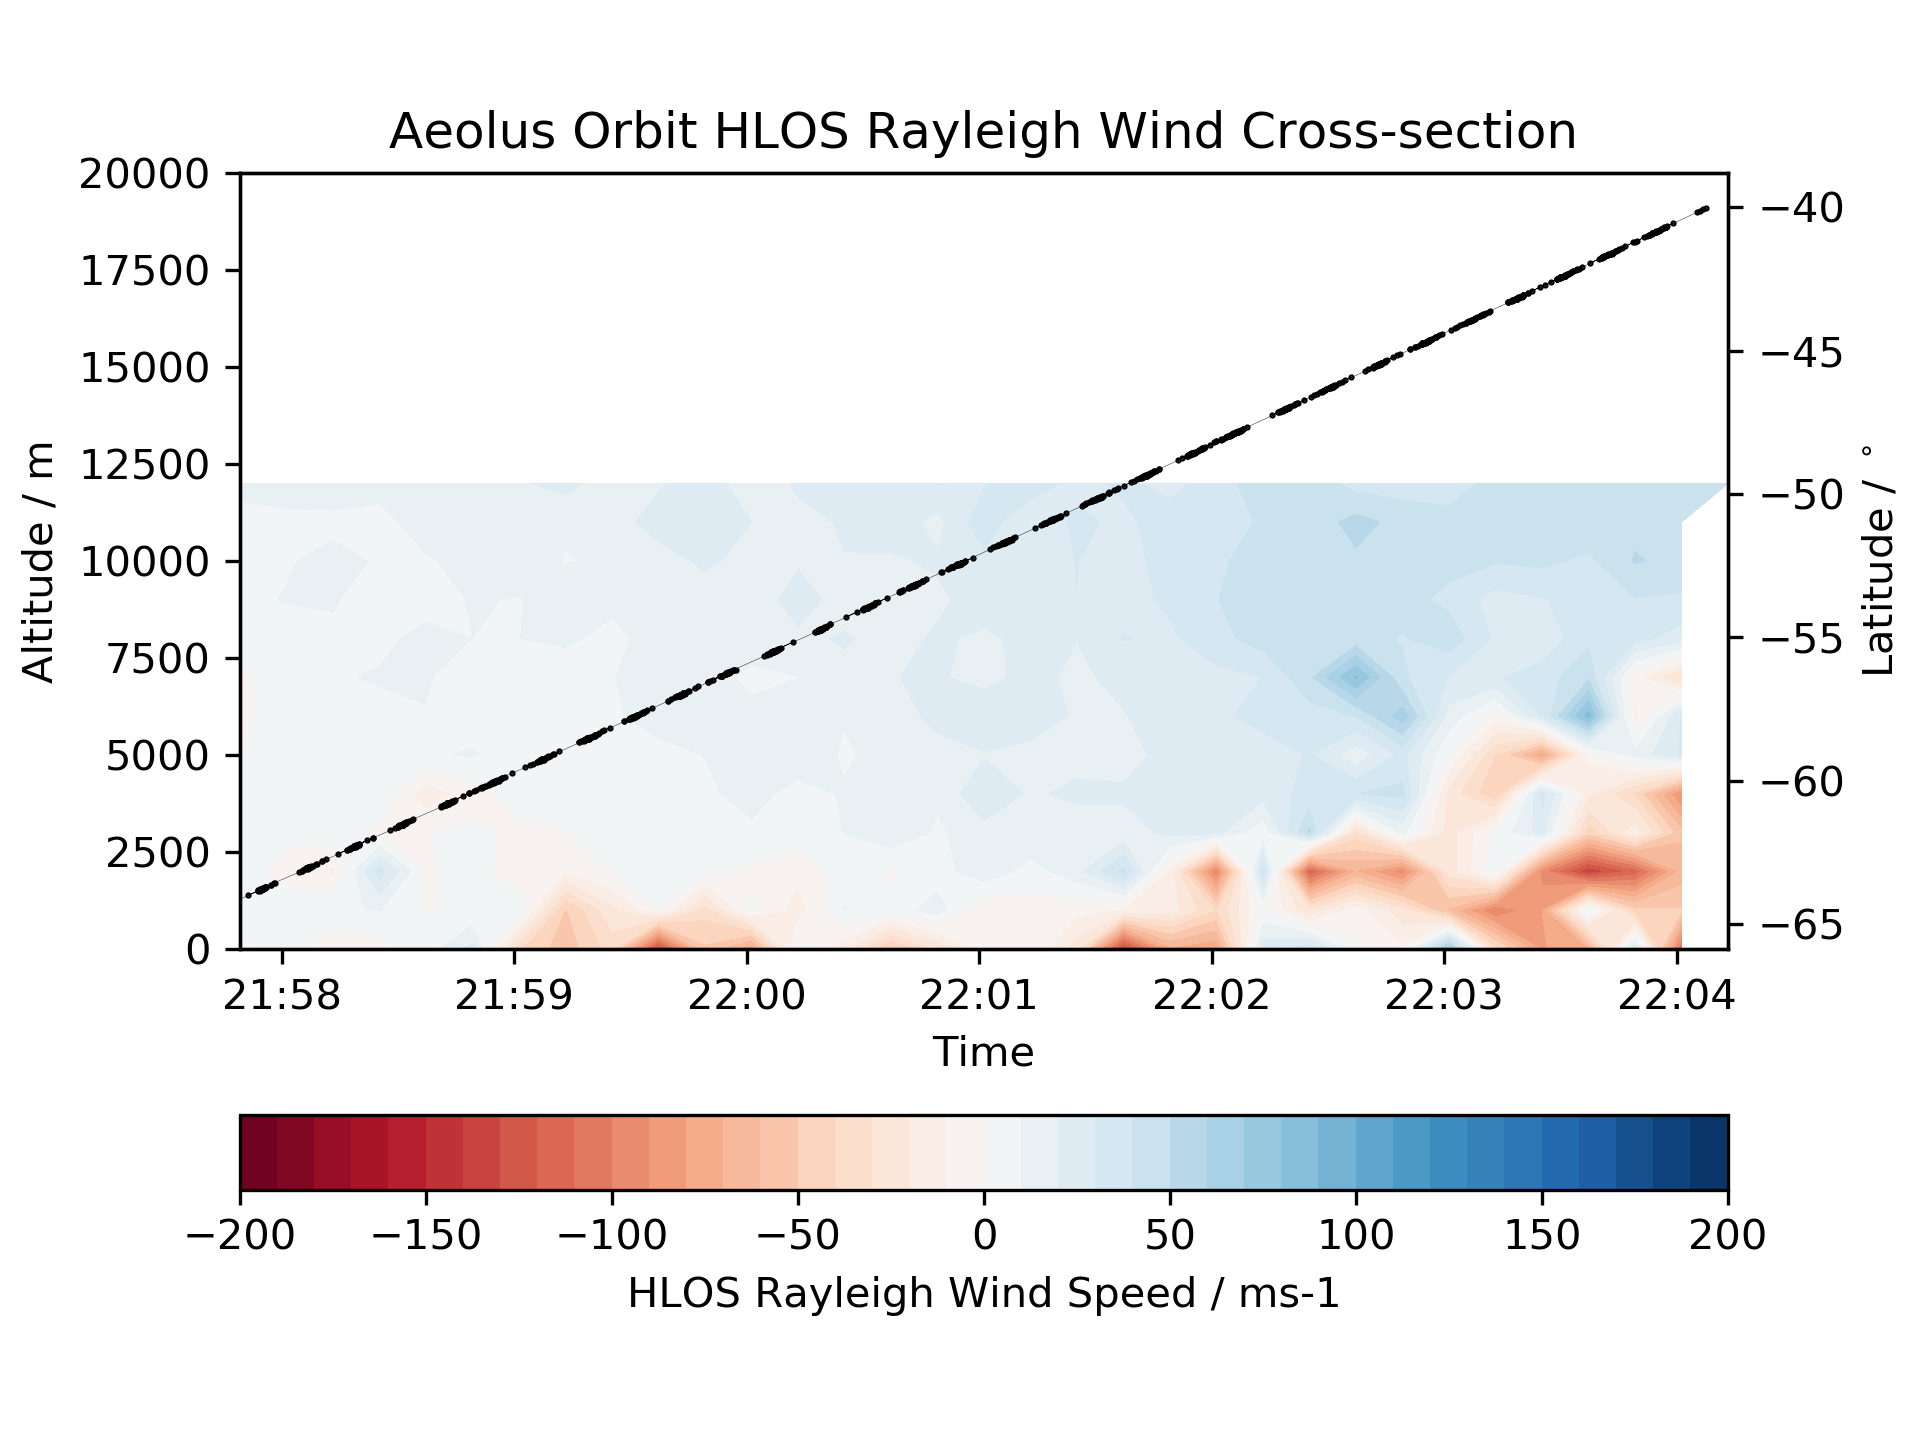 Aeolus Orbit HLOS Rayleigh Wind Cross-section
20000
17500
15000
12500
10000
7500
5000
2500
0
Altitude / m
−40
−45
−50
−55
−60
−65
Latitude / °
21:58 21:59 22:00 22:01 22:02 22:03 22:04
Time
−200 −150 −100 −50 0 50 100 150 200
HLOS Rayleigh Wind Speed / ms-1